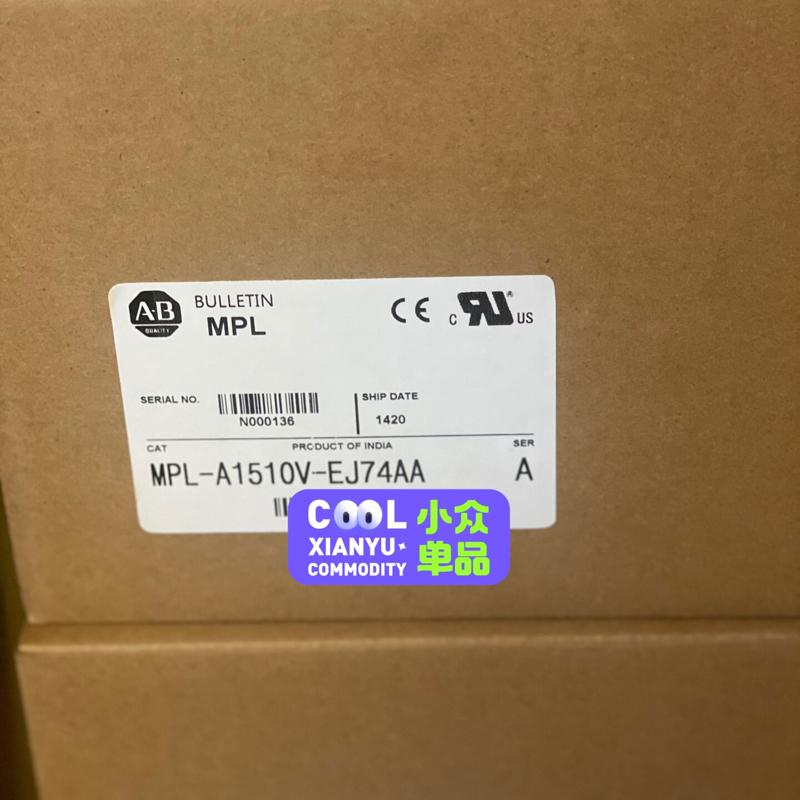 A-B
QUALITY
BULLETIN
MPL
CE
c RU® US
SERIAL NO.
N000136
SHIP DATE
1420
CAT
PRODUCT OF INDIA
SER
MPL-A1510V-EJ74AA
A
COOL 小众
XIANYU 单品
COMMODITY